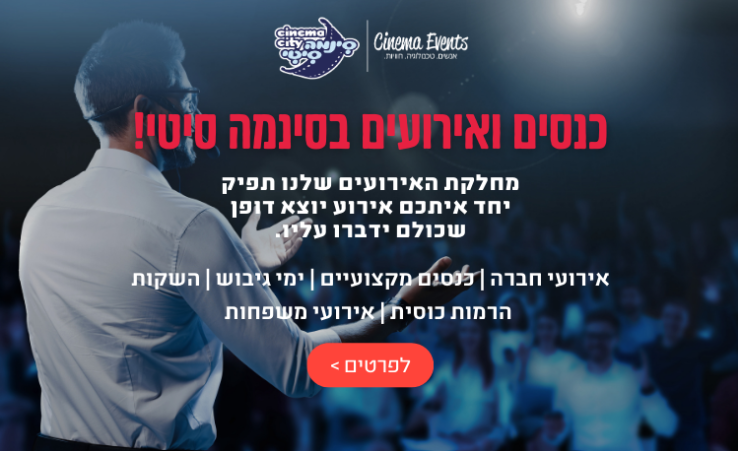 cinema
city
סינמה
סיטי
Cinema Events
אנשים. טכנולוגיה. חוויות.
כנסים ואירועים בסינמה סיטי!
מחלקת האירועים שלנו תפיק
יחד איתכם אירוע יוצא דופן
שכולם ידברו עליו.
אירועי חברה | כנסים מקצועיים | ימי גיבוש | השקות
הרמות כוסית | אירועי משפחות
לפרטים >